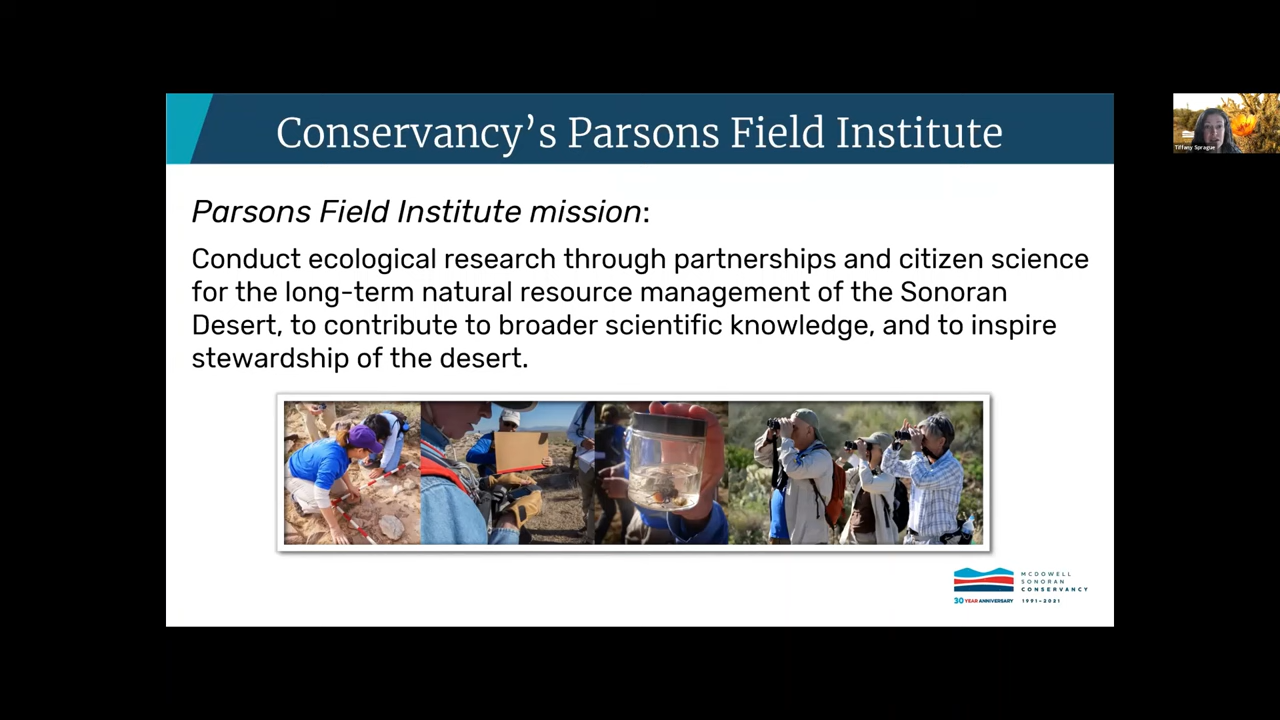 Conservancy's Parsons Field Institute
Tiffany Sprague
Parsons Field Institute mission:
Conduct ecological research through partnerships and citizen science
for the long-term natural resource management of the Sonoran
Desert, to contribute to broader scientific knowledge, and to inspire
stewardship of the desert.
MCDOWELL
SONORAN
CONSERVANCY
30 YEAR ANNIVERSARY 1991-2021